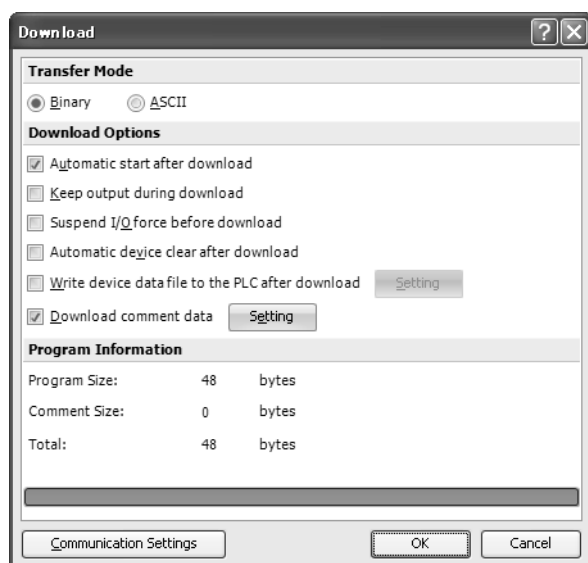 Download
Transfer Mode
Binary ASCII
Download Options
Automatic start after download
Keep output during download
Suspend I/O force before download
Automatic device clear after download
Write device data file to the PLC after download Setting
Download comment data Setting
Program Information
Program Size: 48 bytes
Comment Size: 0 bytes
Total: 48 bytes
Communication Settings OK Cancel